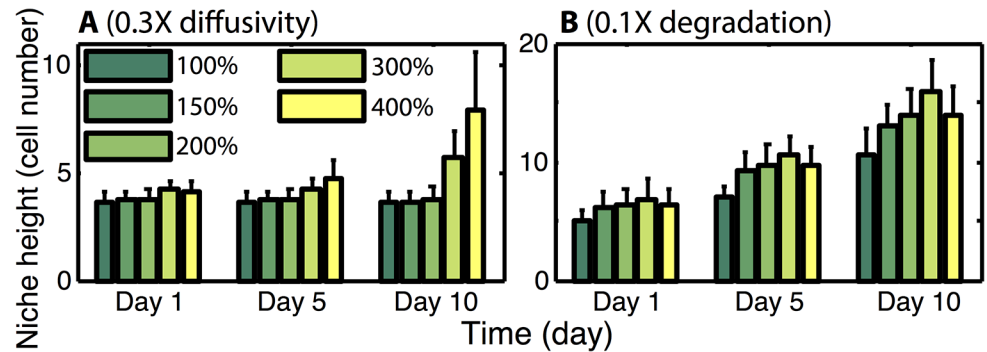 A (0.3X diffusivity)
B (0.1X degradation)
Niche height (cell number)
10
5
0
100%
150%
200%
300%
400%
Day 1
Day 5
Day 10
20
10
0
Day 1
Day 5
Day 10
Time (day)